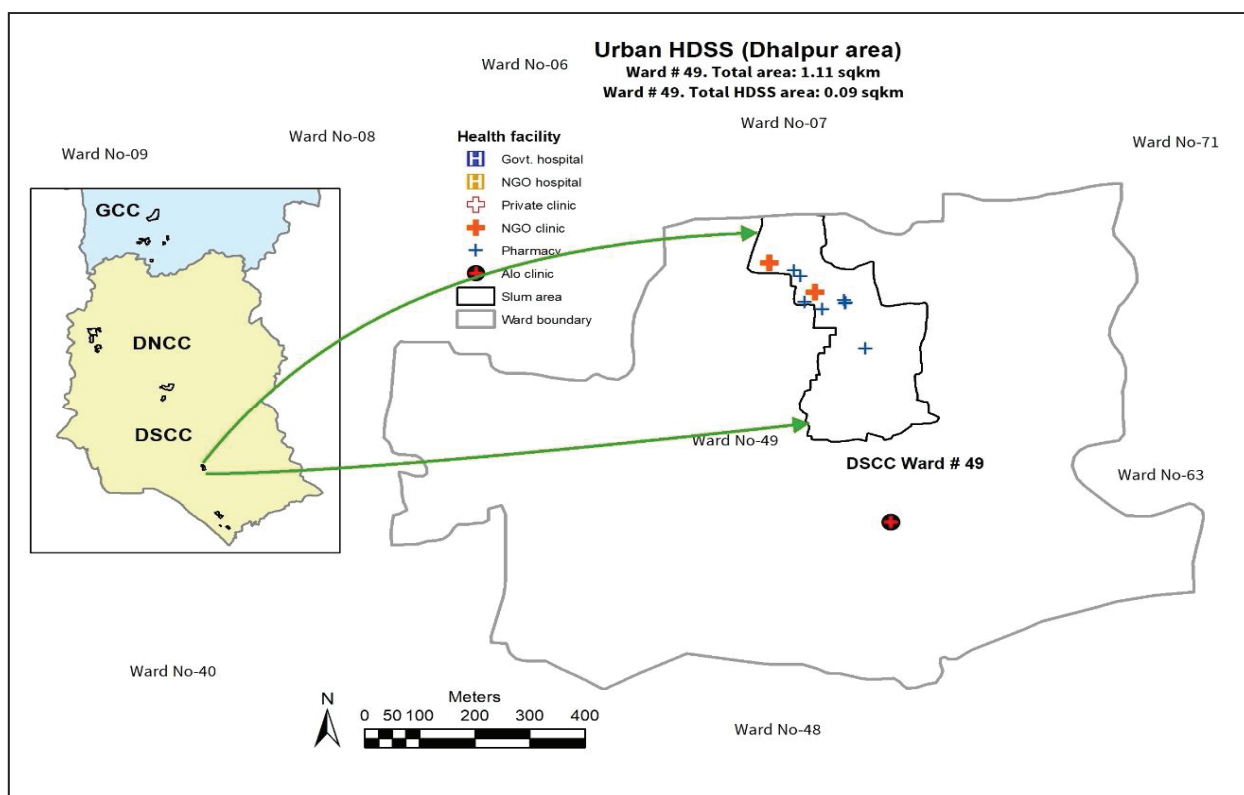 Urban HDSS (Dhalpur area)
Ward # 49. Total area: 1.11 sqkm
Ward # 49. Total HDSS area: 0.09 sqkm
Ward No-06
Ward No-07
Ward No-08
Ward No-09
Ward No-71
Health facility
H Govt. hospital
H NGO hospital
Private clinic
NGO clinic
Pharmacy
Alo clinic
Slum area
Ward boundary
GCC
DNCC
DSCC
Ward No-49
DSCC Ward # 49
Ward No-63
Ward No-40
Ward No-48
N
Meters
0 50 100 200 300 400